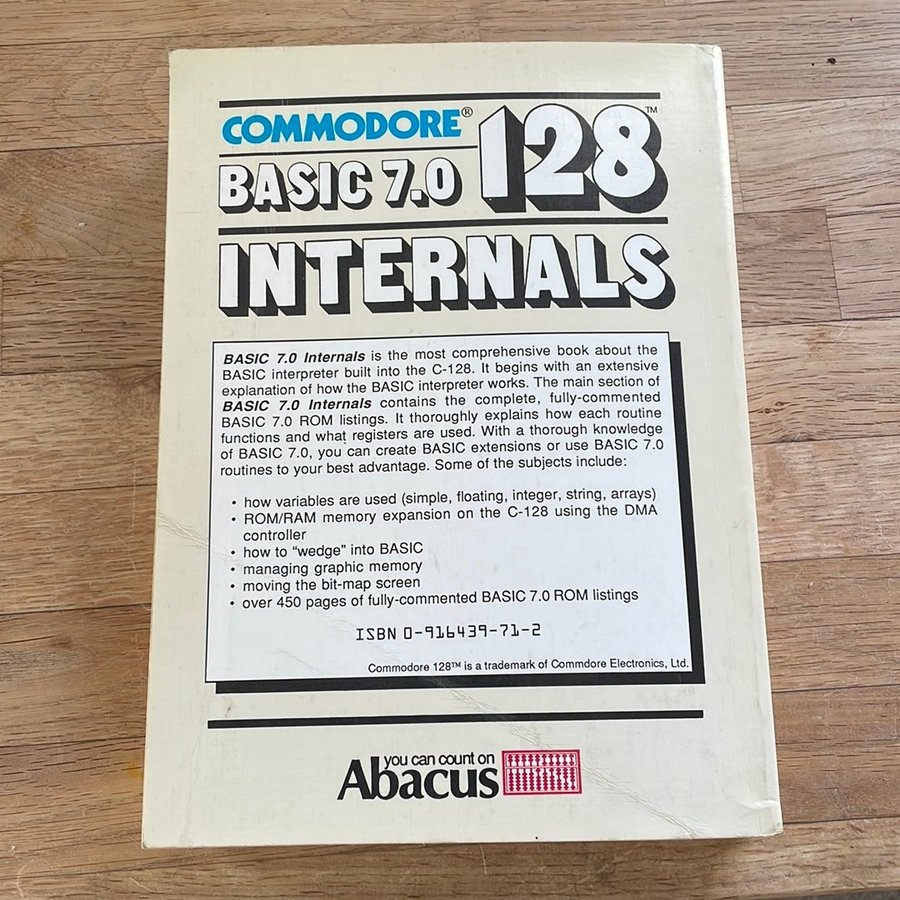 COMMODORE® 128™
BASIC 7.0
INTERNALS
BASIC 7.0 Internals is the most comprehensive book about the
BASIC interpreter built into the C-128. It begins with an extensive
explanation of how the BASIC interpreter works. The main section of
BASIC 7.0 Internals contains the complete, fully-commented
BASIC 7.0 ROM listings. It thoroughly explains how each routine
functions and what registers are used. With a thorough knowledge
of BASIC 7.0, you can create BASIC extensions or use BASIC 7.0
routines to your best advantage. Some of the subjects include:
• how variables are used (simple, floating, integer, string, arrays)
• ROM/RAM memory expansion on the C-128 using the DMA
controller
• how to “wedge” into BASIC
• managing graphic memory
• moving the bit-map screen
• over 450 pages of fully-commented BASIC 7.0 ROM listings
ISBN 0-916439-71-2
Commodore 128™ is a trademark of Commdore Electronics, Ltd.
you can count on
Abacus